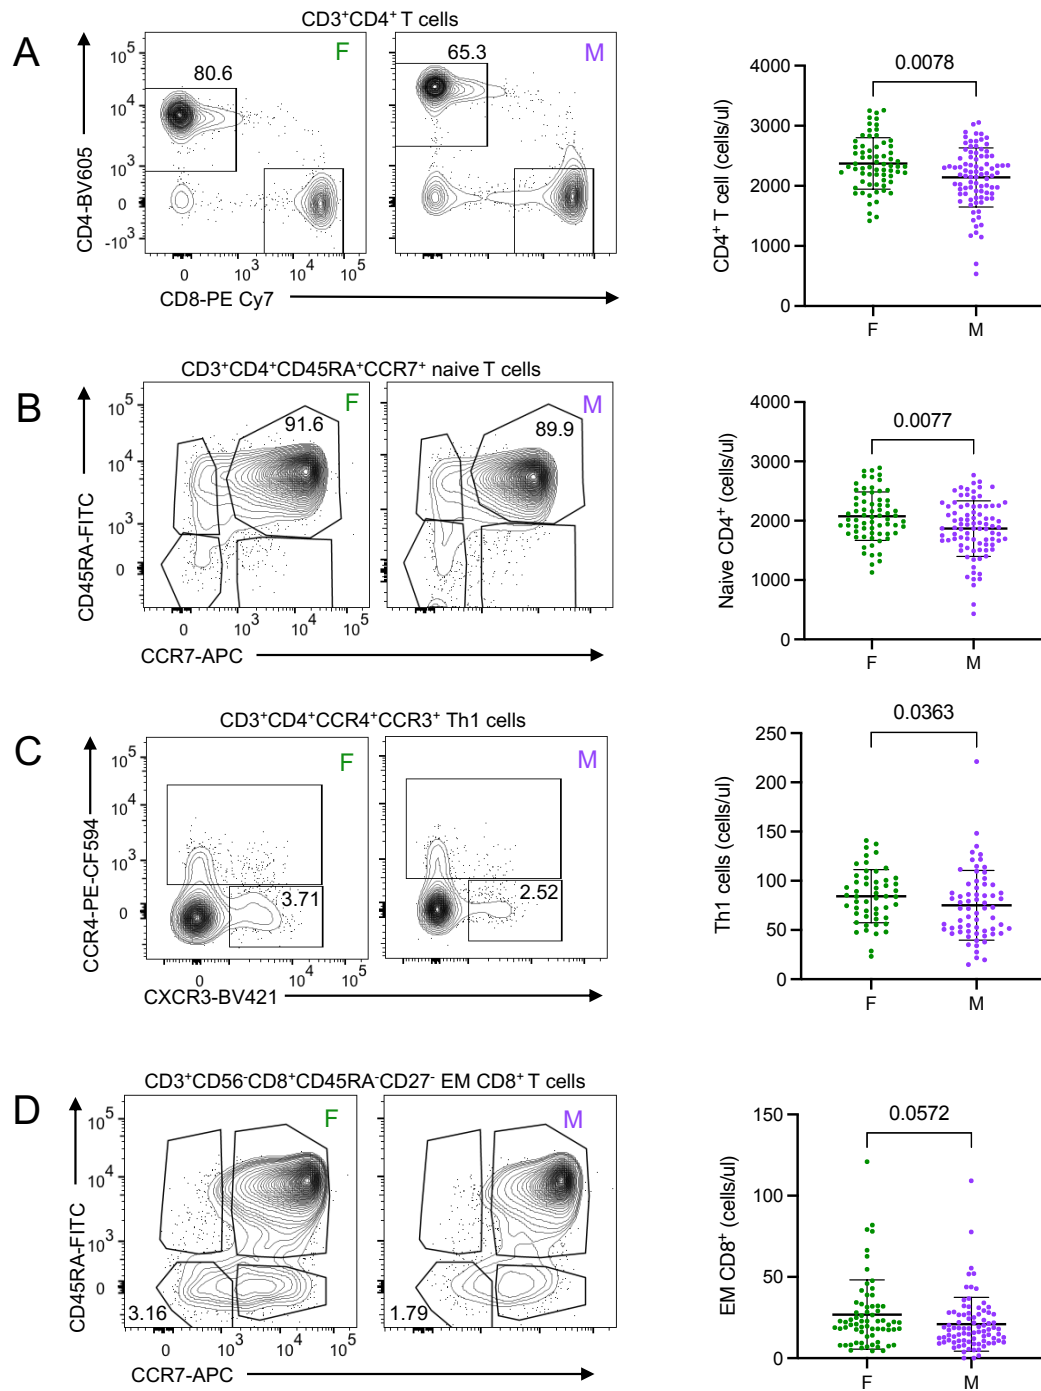 A
CD3⁺CD4⁺ T cells
F
M
80.6
65.3
10⁵
10⁴
10³
0
-10³
CD4-BV605
0
10³
10⁴
10⁵
CD8-PE Cy7
0.0078
4000
3000
2000
1000
0
CD4⁺ T cell (cells/ul)
F
M
B
CD3⁺CD4⁺CD45RA⁺CCR7⁺ naive T cells
F
M
91.6
89.9
10⁵
10⁴
10³
0
CD45RA-FITC
0
10³
10⁴
10⁵
CCR7-APC
0.0077
4000
3000
2000
1000
0
Naive CD4⁺ (cells/ul)
F
M
C
CD3⁺CD4⁺CCR4⁺CCR3⁺ Th1 cells
F
M
3.71
2.52
10⁵
10⁴
10³
0
CCR4-PE-CF594
0
10⁴
10⁵
CXCR3-BV421
0.0363
250
200
150
100
50
0
Th1 cells (cells/ul)
F
M
D
CD3⁺CD56⁻CD8⁺CD45RA⁻CD27⁻ EM CD8⁺ T cells
F
M
3.16
1.79
10⁵
10⁴
10³
0
CD45RA-FITC
0
10³
10⁴
10⁵
CCR7-APC
0.0572
150
100
50
0
EM CD8⁺ (cells/ul)
F
M